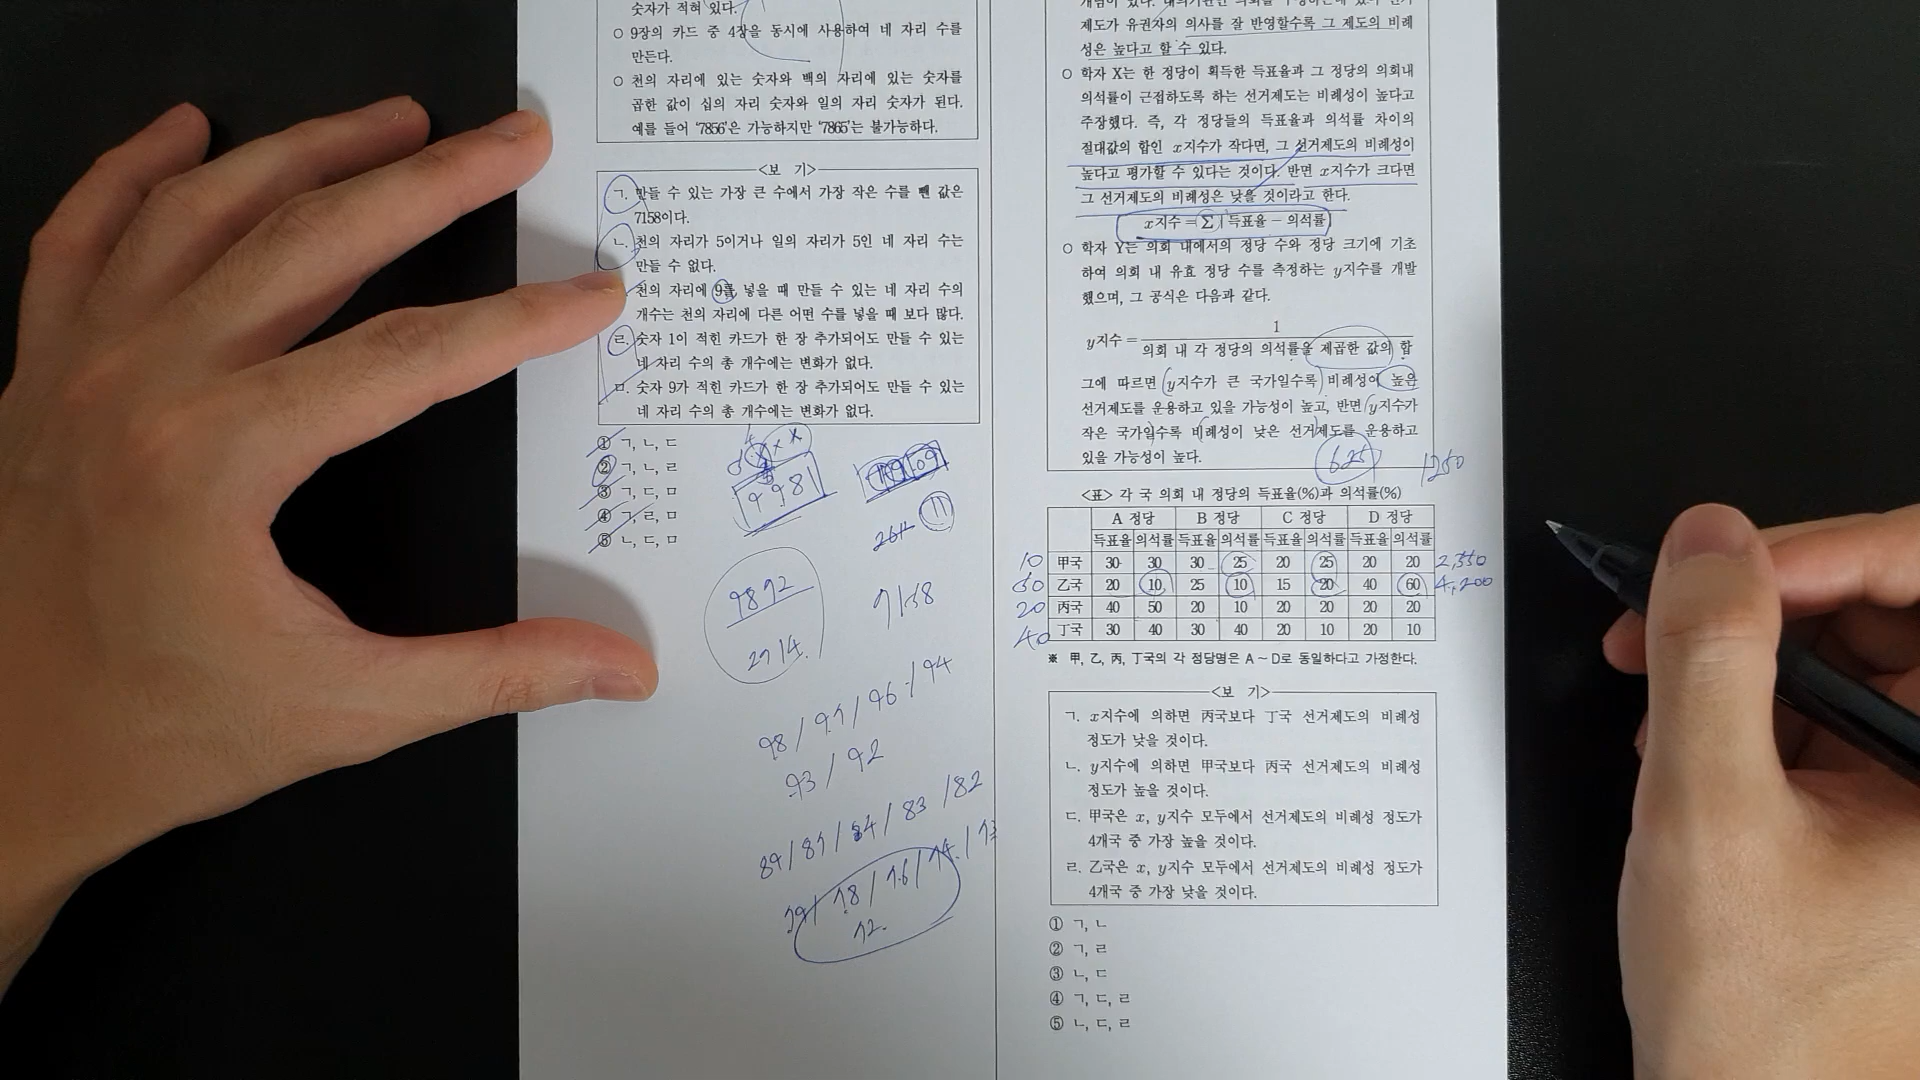 숫자가 적혀 있다.
○ 9장의 카드 중 4장을 동시에 사용하여 네 자리 수를
만든다.
○ 천의 자리에 있는 숫자와 백의 자리에 있는 숫자를
곱한 값이 십의 자리 숫자와 일의 자리 숫자가 된다.
예를 들어 '7856'은 가능하지만 '7865'는 불가능하다.
<보 기>
ㄱ. 만들 수 있는 가장 큰 수에서 가장 작은 수를 뺀 값은
7158이다.
ㄴ. 천의 자리가 5이거나 일의 자리가 5인 네 자리 수는
만들 수 없다.
천의 자리에 9를 넣을 때 만들 수 있는 네 자리 수의
개수는 천의 자리에 다른 어떤 수를 넣을 때 보다 많다.
ㄹ. 숫자 1이 적힌 카드가 한 장 추가되어도 만들 수 있는
네 자리 수의 총 개수에는 변화가 없다.
ㅁ. 숫자 9가 적힌 카드가 한 장 추가되어도 만들 수 있는
네 자리 수의 총 개수에는 변화가 없다.
① ㄱ, ㄴ, ㄷ
② ㄱ, ㄴ, ㄹ
③ ㄱ, ㄷ, ㅁ
④ ㄱ, ㄹ, ㅁ
⑤ ㄴ, ㄷ, ㅁ
9981
11
9872
2714
7158
98 / 97 / 96 / 94
93 / 92
89 / 87 / 84 / 83 / 82
79 / 78 / 76 / 74 / 73
72
제도가 유권자의 의사를 잘 반영할수록 그 제도의 비례
성은 높다고 할 수 있다.
○ 학자 X는 한 정당이 획득한 득표율과 그 정당의 의회내
의석률이 근접하도록 하는 선거제도는 비례성이 높다고
주장했다. 즉, 각 정당들의 득표율과 의석률 차이의
절대값의 합인 x지수가 작다면, 그 선거제도의 비례성이
높다고 평가할 수 있다는 것이다. 반면 x지수가 크다면
그 선거제도의 비례성은 낮을 것이라고 한다.
x지수 = Σ | 득표율 − 의석률 |
○ 학자 Y는 의회 내에서의 정당 수와 정당 크기에 기초
하여 의회 내 유효 정당 수를 측정하는 y지수를 개발
했으며, 그 공식은 다음과 같다.
1
y지수 =
의회 내 각 정당의 의석률을 제곱한 값의 합
그에 따르면 y지수가 큰 국가일수록 비례성이 높은
선거제도를 운용하고 있을 가능성이 높고, 반면 y지수가
작은 국가일수록 비례성이 낮은 선거제도를 운용하고
있을 가능성이 높다.
625 1250
<표> 각 국 의회 내 정당의 득표율(%)과 의석률(%)
A 정당 B 정당 C 정당 D 정당
득표율 의석률 득표율 의석률 득표율 의석률 득표율 의석률
10 甲국 30 30 30 25 20 25 20 20 2,550
50 乙국 20 10 25 10 15 20 40 60 4,200
20 丙국 40 50 20 10 20 20 20 20
40 丁국 30 40 30 40 20 10 20 10
※ 甲, 乙, 丙, 丁국의 각 정당명은 A ~ D로 동일하다고 가정한다.
<보 기>
ㄱ. x지수에 의하면 丙국보다 丁국 선거제도의 비례성
정도가 낮을 것이다.
ㄴ. y지수에 의하면 甲국보다 丙국 선거제도의 비례성
정도가 높을 것이다.
ㄷ. 甲국은 x, y지수 모두에서 선거제도의 비례성 정도가
4개국 중 가장 높을 것이다.
ㄹ. 乙국은 x, y지수 모두에서 선거제도의 비례성 정도가
4개국 중 가장 낮을 것이다.
① ㄱ, ㄴ
② ㄱ, ㄹ
③ ㄴ, ㄷ
④ ㄱ, ㄷ, ㄹ
⑤ ㄴ, ㄷ, ㄹ